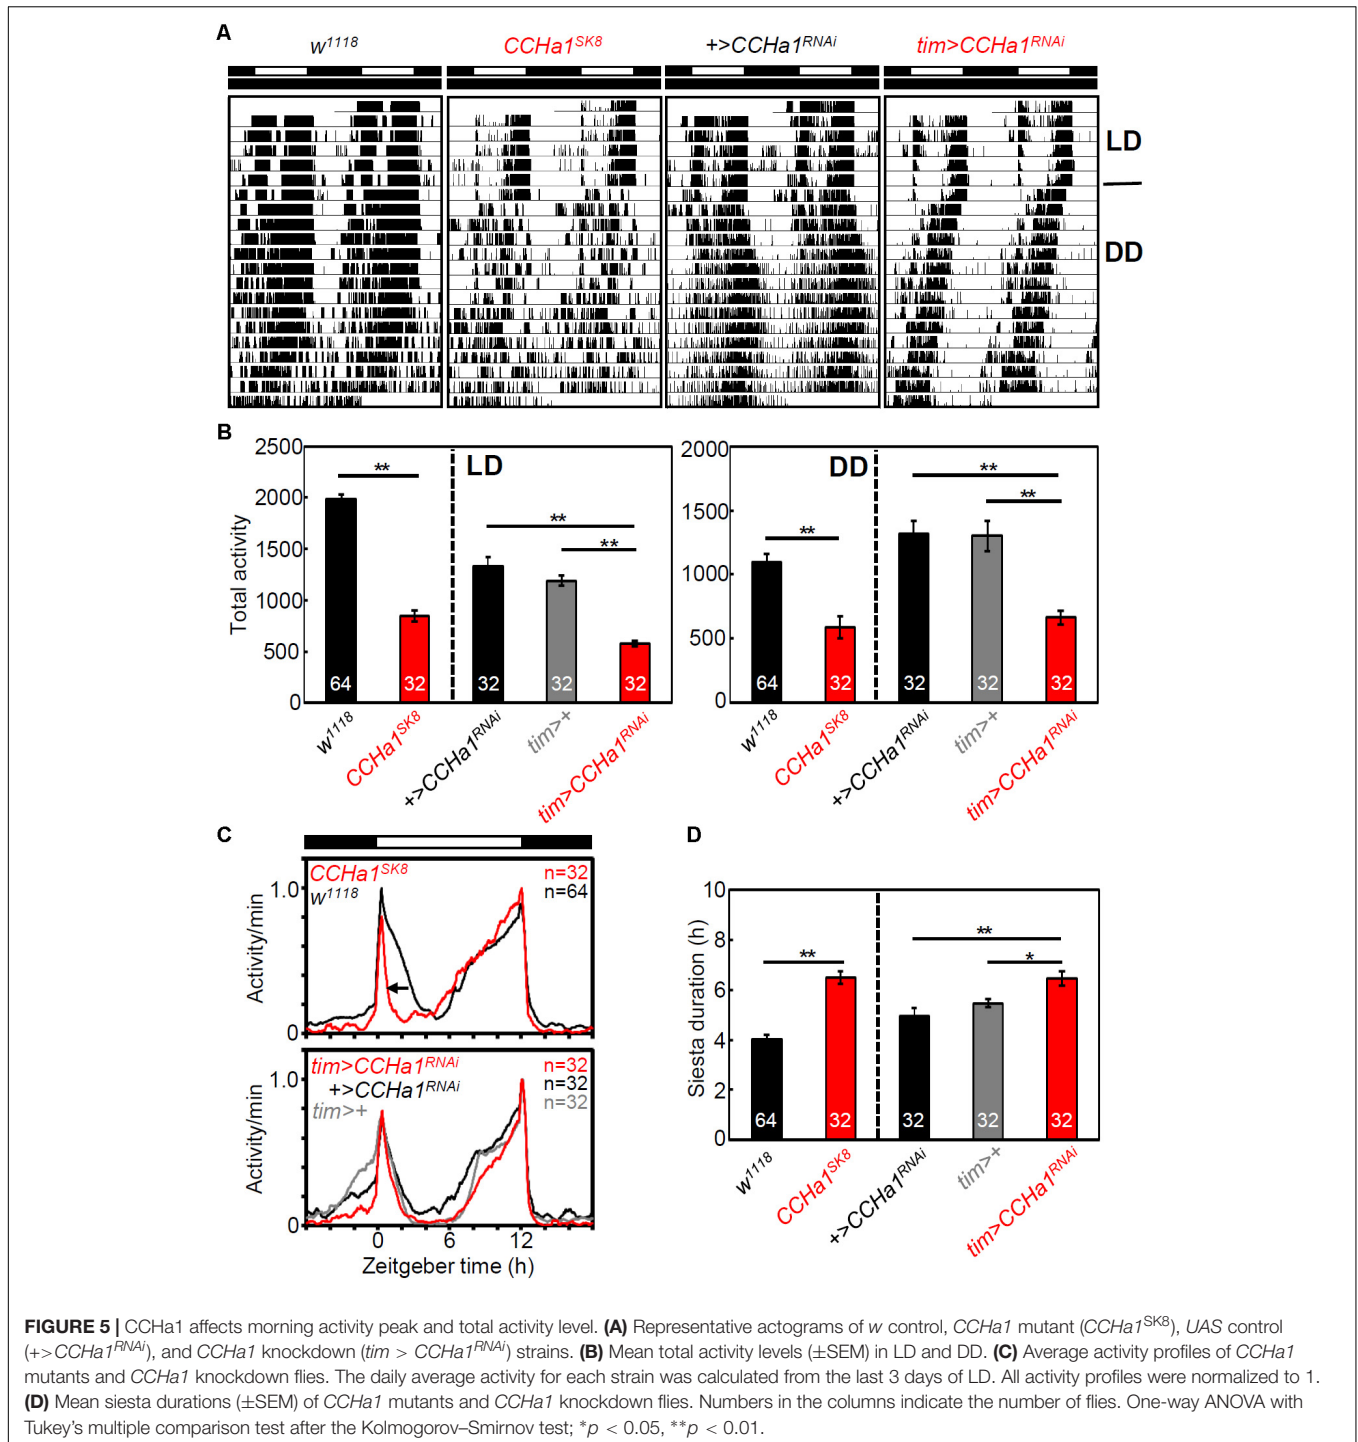 A
w1118
CCHa1SK8
+>CCHa1RNAi
tim>CCHa1RNAi
LD
DD
B
Total activity
2500
2000
1500
1000
500
0
LD
**
**
**
64
32
32
32
32
w1118
CCHa1SK8
+>CCHa1RNAi
tim>+
tim>CCHa1RNAi
2000
1500
1000
500
0
DD
**
**
**
64
32
32
32
32
w1118
CCHa1SK8
+>CCHa1RNAi
tim>+
tim>CCHa1RNAi
C
Activity/min
1.0
0
CCHa1SK8
w1118
n=32
n=64
Activity/min
1.0
0
tim>CCHa1RNAi
+>CCHa1RNAi
tim>+
n=32
n=32
n=32
0
6
12
Zeitgeber time (h)
D
Siesta duration (h)
10
8
6
4
2
0
**
**
*
64
32
32
32
32
w1118
CCHa1SK8
+>CCHa1RNAi
tim>+
tim>CCHa1RNAi
FIGURE 5 | CCHa1 affects morning activity peak and total activity level. (A) Representative actograms of w control, CCHa1 mutant (CCHa1SK8), UAS control
(+>CCHa1RNAi), and CCHa1 knockdown (tim > CCHa1RNAi) strains. (B) Mean total activity levels (±SEM) in LD and DD. (C) Average activity profiles of CCHa1
mutants and CCHa1 knockdown flies. The daily average activity for each strain was calculated from the last 3 days of LD. All activity profiles were normalized to 1.
(D) Mean siesta durations (±SEM) of CCHa1 mutants and CCHa1 knockdown flies. Numbers in the columns indicate the number of flies. One-way ANOVA with
Tukey's multiple comparison test after the Kolmogorov–Smirnov test; *p < 0.05, **p < 0.01.